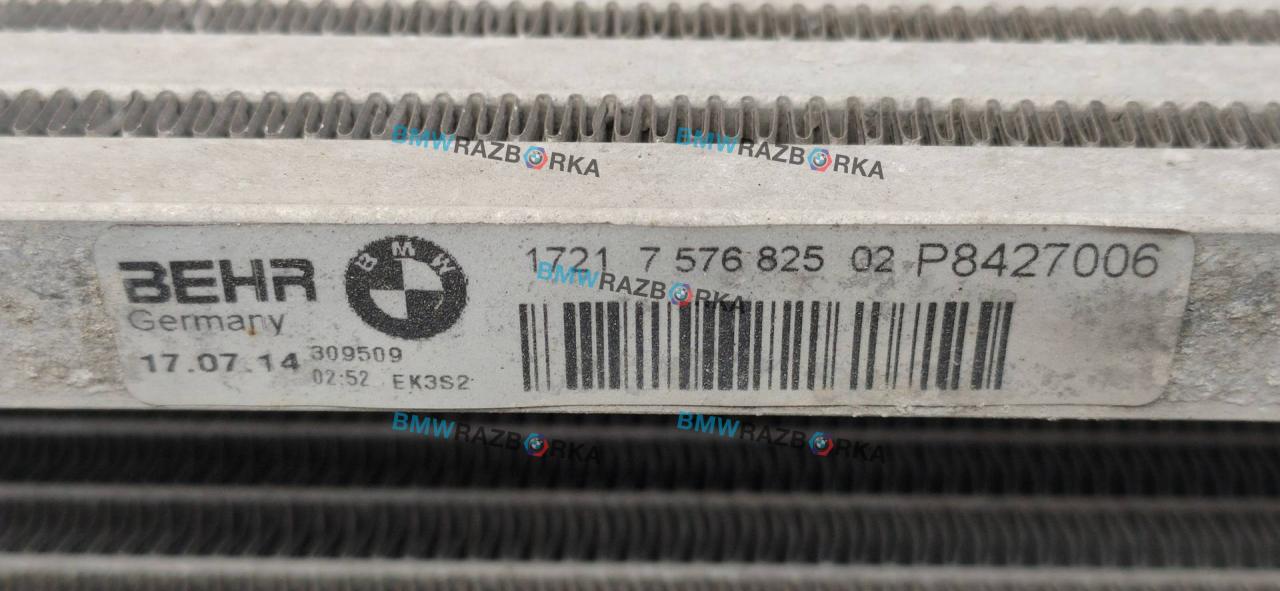 BMWRAZBORKA BMWRAZBORKA
BEHR
Germany
BMW
1721 7 576 825 02 P8427006
BMWRAZBORKA
17.07.14 309509
02:52 EK3S2
BMWRAZBORKA BMWRAZBORKA